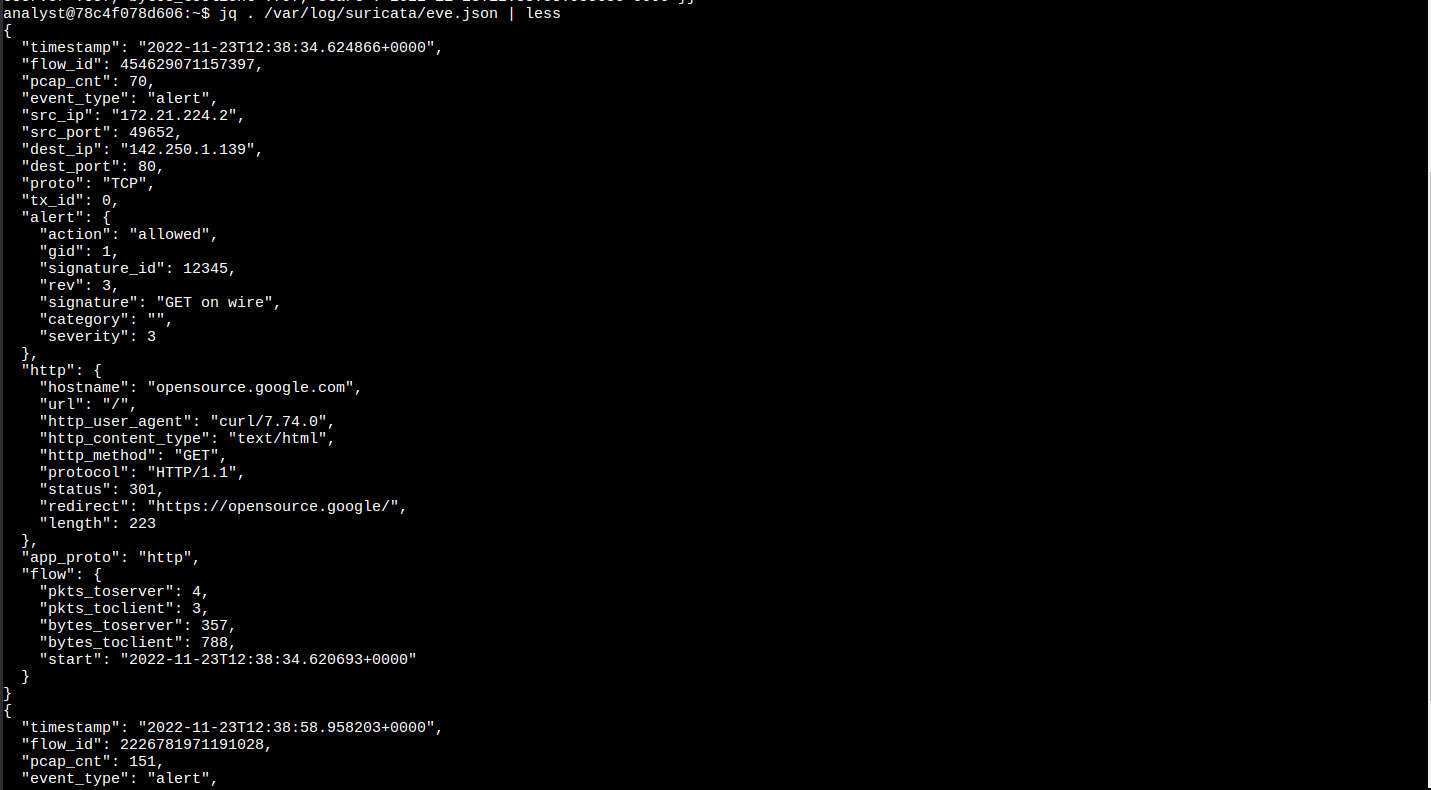 analyst@78c4f078d606:~$ jq . /var/log/suricata/eve.json | less
{
  "timestamp": "2022-11-23T12:38:34.624866+0000",
  "flow_id": 454629071157397,
  "pcap_cnt": 70,
  "event_type": "alert",
  "src_ip": "172.21.224.2",
  "src_port": 49652,
  "dest_ip": "142.250.1.139",
  "dest_port": 80,
  "proto": "TCP",
  "tx_id": 0,
  "alert": {
    "action": "allowed",
    "gid": 1,
    "signature_id": 12345,
    "rev": 3,
    "signature": "GET on wire",
    "category": "",
    "severity": 3
  },
  "http": {
    "hostname": "opensource.google.com",
    "url": "/",
    "http_user_agent": "curl/7.74.0",
    "http_content_type": "text/html",
    "http_method": "GET",
    "protocol": "HTTP/1.1",
    "status": 301,
    "redirect": "https://opensource.google/",
    "length": 223
  },
  "app_proto": "http",
  "flow": {
    "pkts_toserver": 4,
    "pkts_toclient": 3,
    "bytes_toserver": 357,
    "bytes_toclient": 788,
    "start": "2022-11-23T12:38:34.620693+0000"
  }
}
{
  "timestamp": "2022-11-23T12:38:58.958203+0000",
  "flow_id": 2226781971191028,
  "pcap_cnt": 151,
  "event_type": "alert",